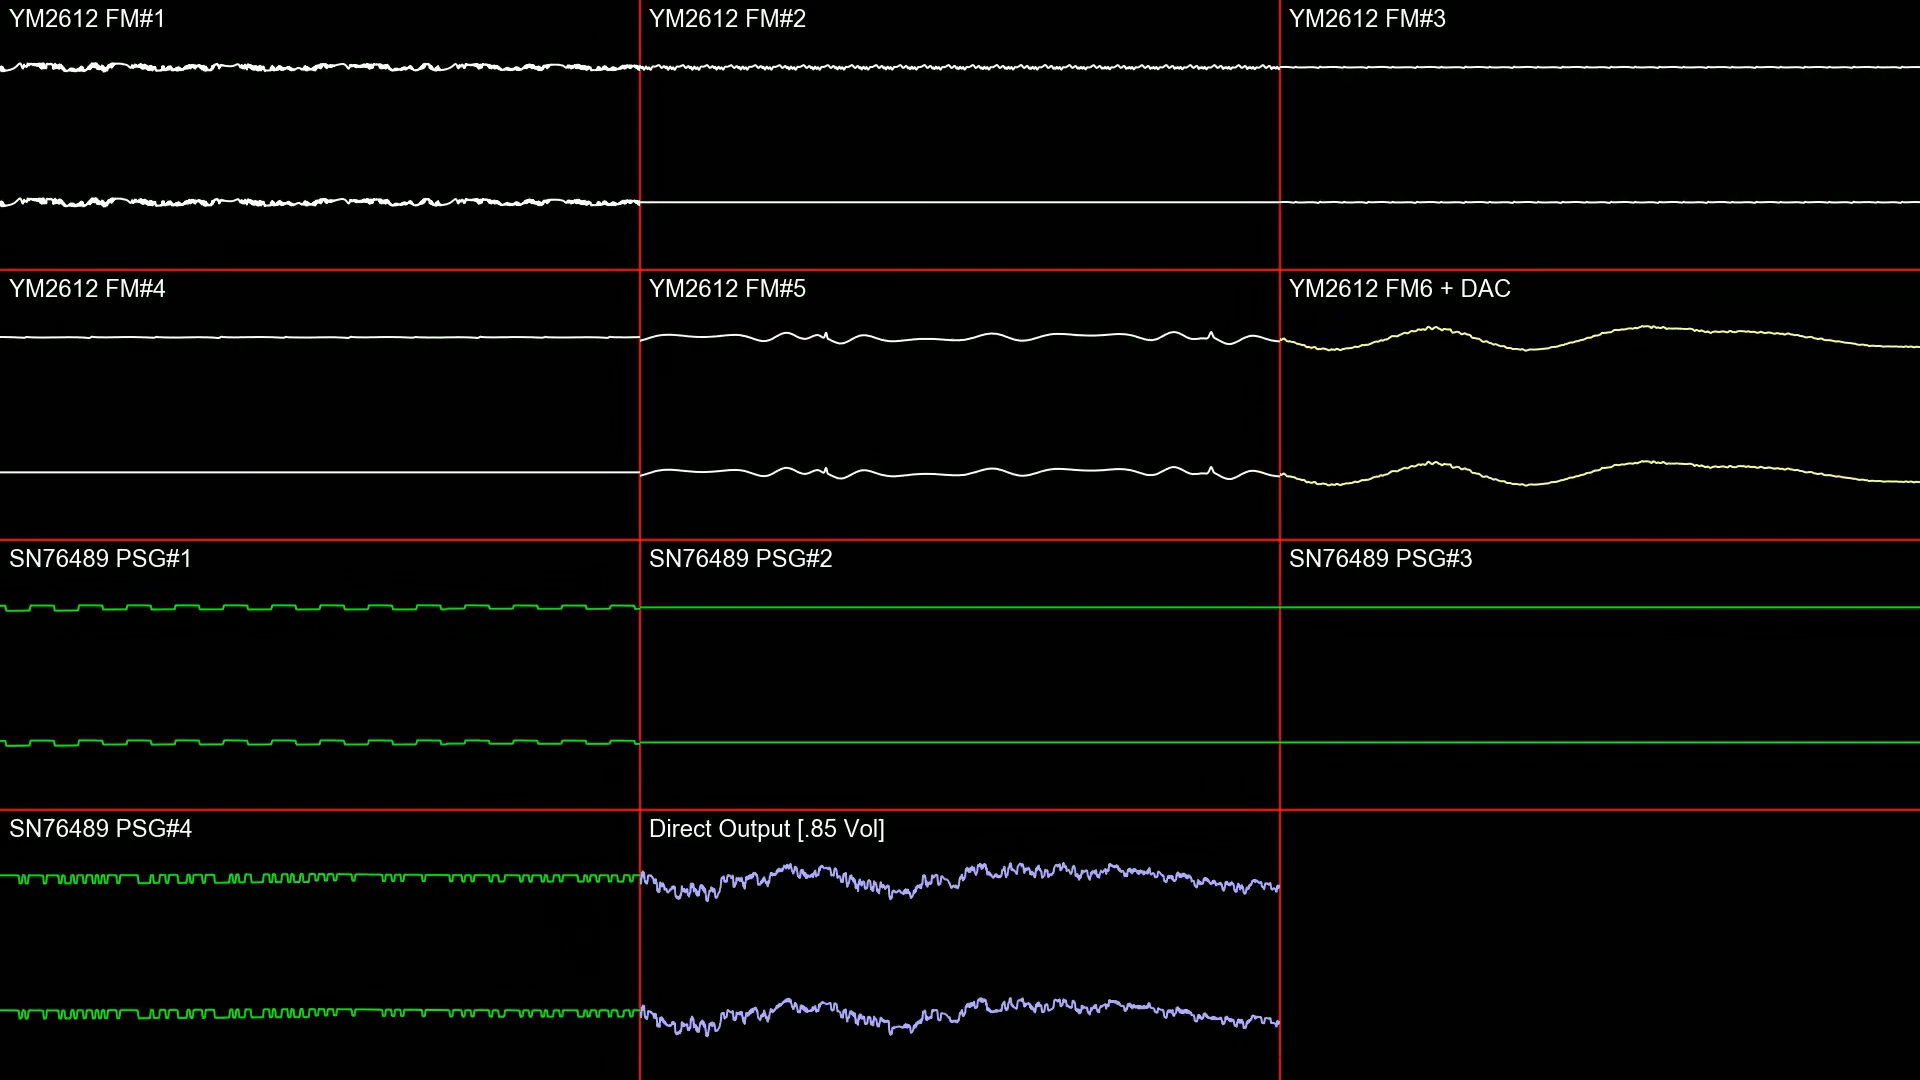 YM2612 FM#1
YM2612 FM#2
YM2612 FM#3
YM2612 FM#4
YM2612 FM#5
YM2612 FM6 + DAC
SN76489 PSG#1
SN76489 PSG#2
SN76489 PSG#3
SN76489 PSG#4
Direct Output [.85 Vol]